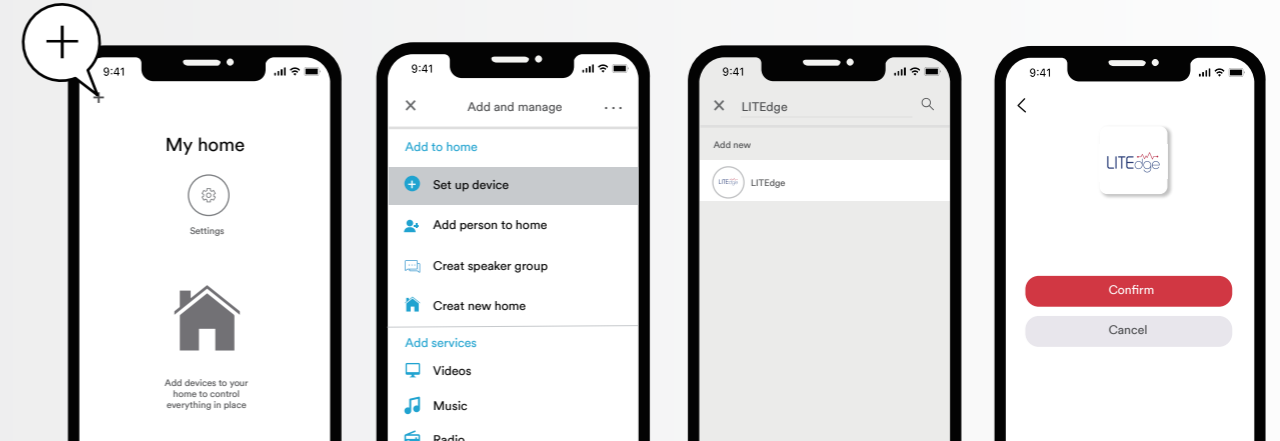 +
9:41
+
My home
Settings
Add devices to your
home to control
everything in place
9:41
Add and manage
Add to home
Set up device
Add person to home
Creat speaker group
Creat new home
Add services
Videos
Music
Radio
9:41
LITEdge
Add new
LITEdge
LITEdge
9:41
LITEdge
Confirm
Cancel